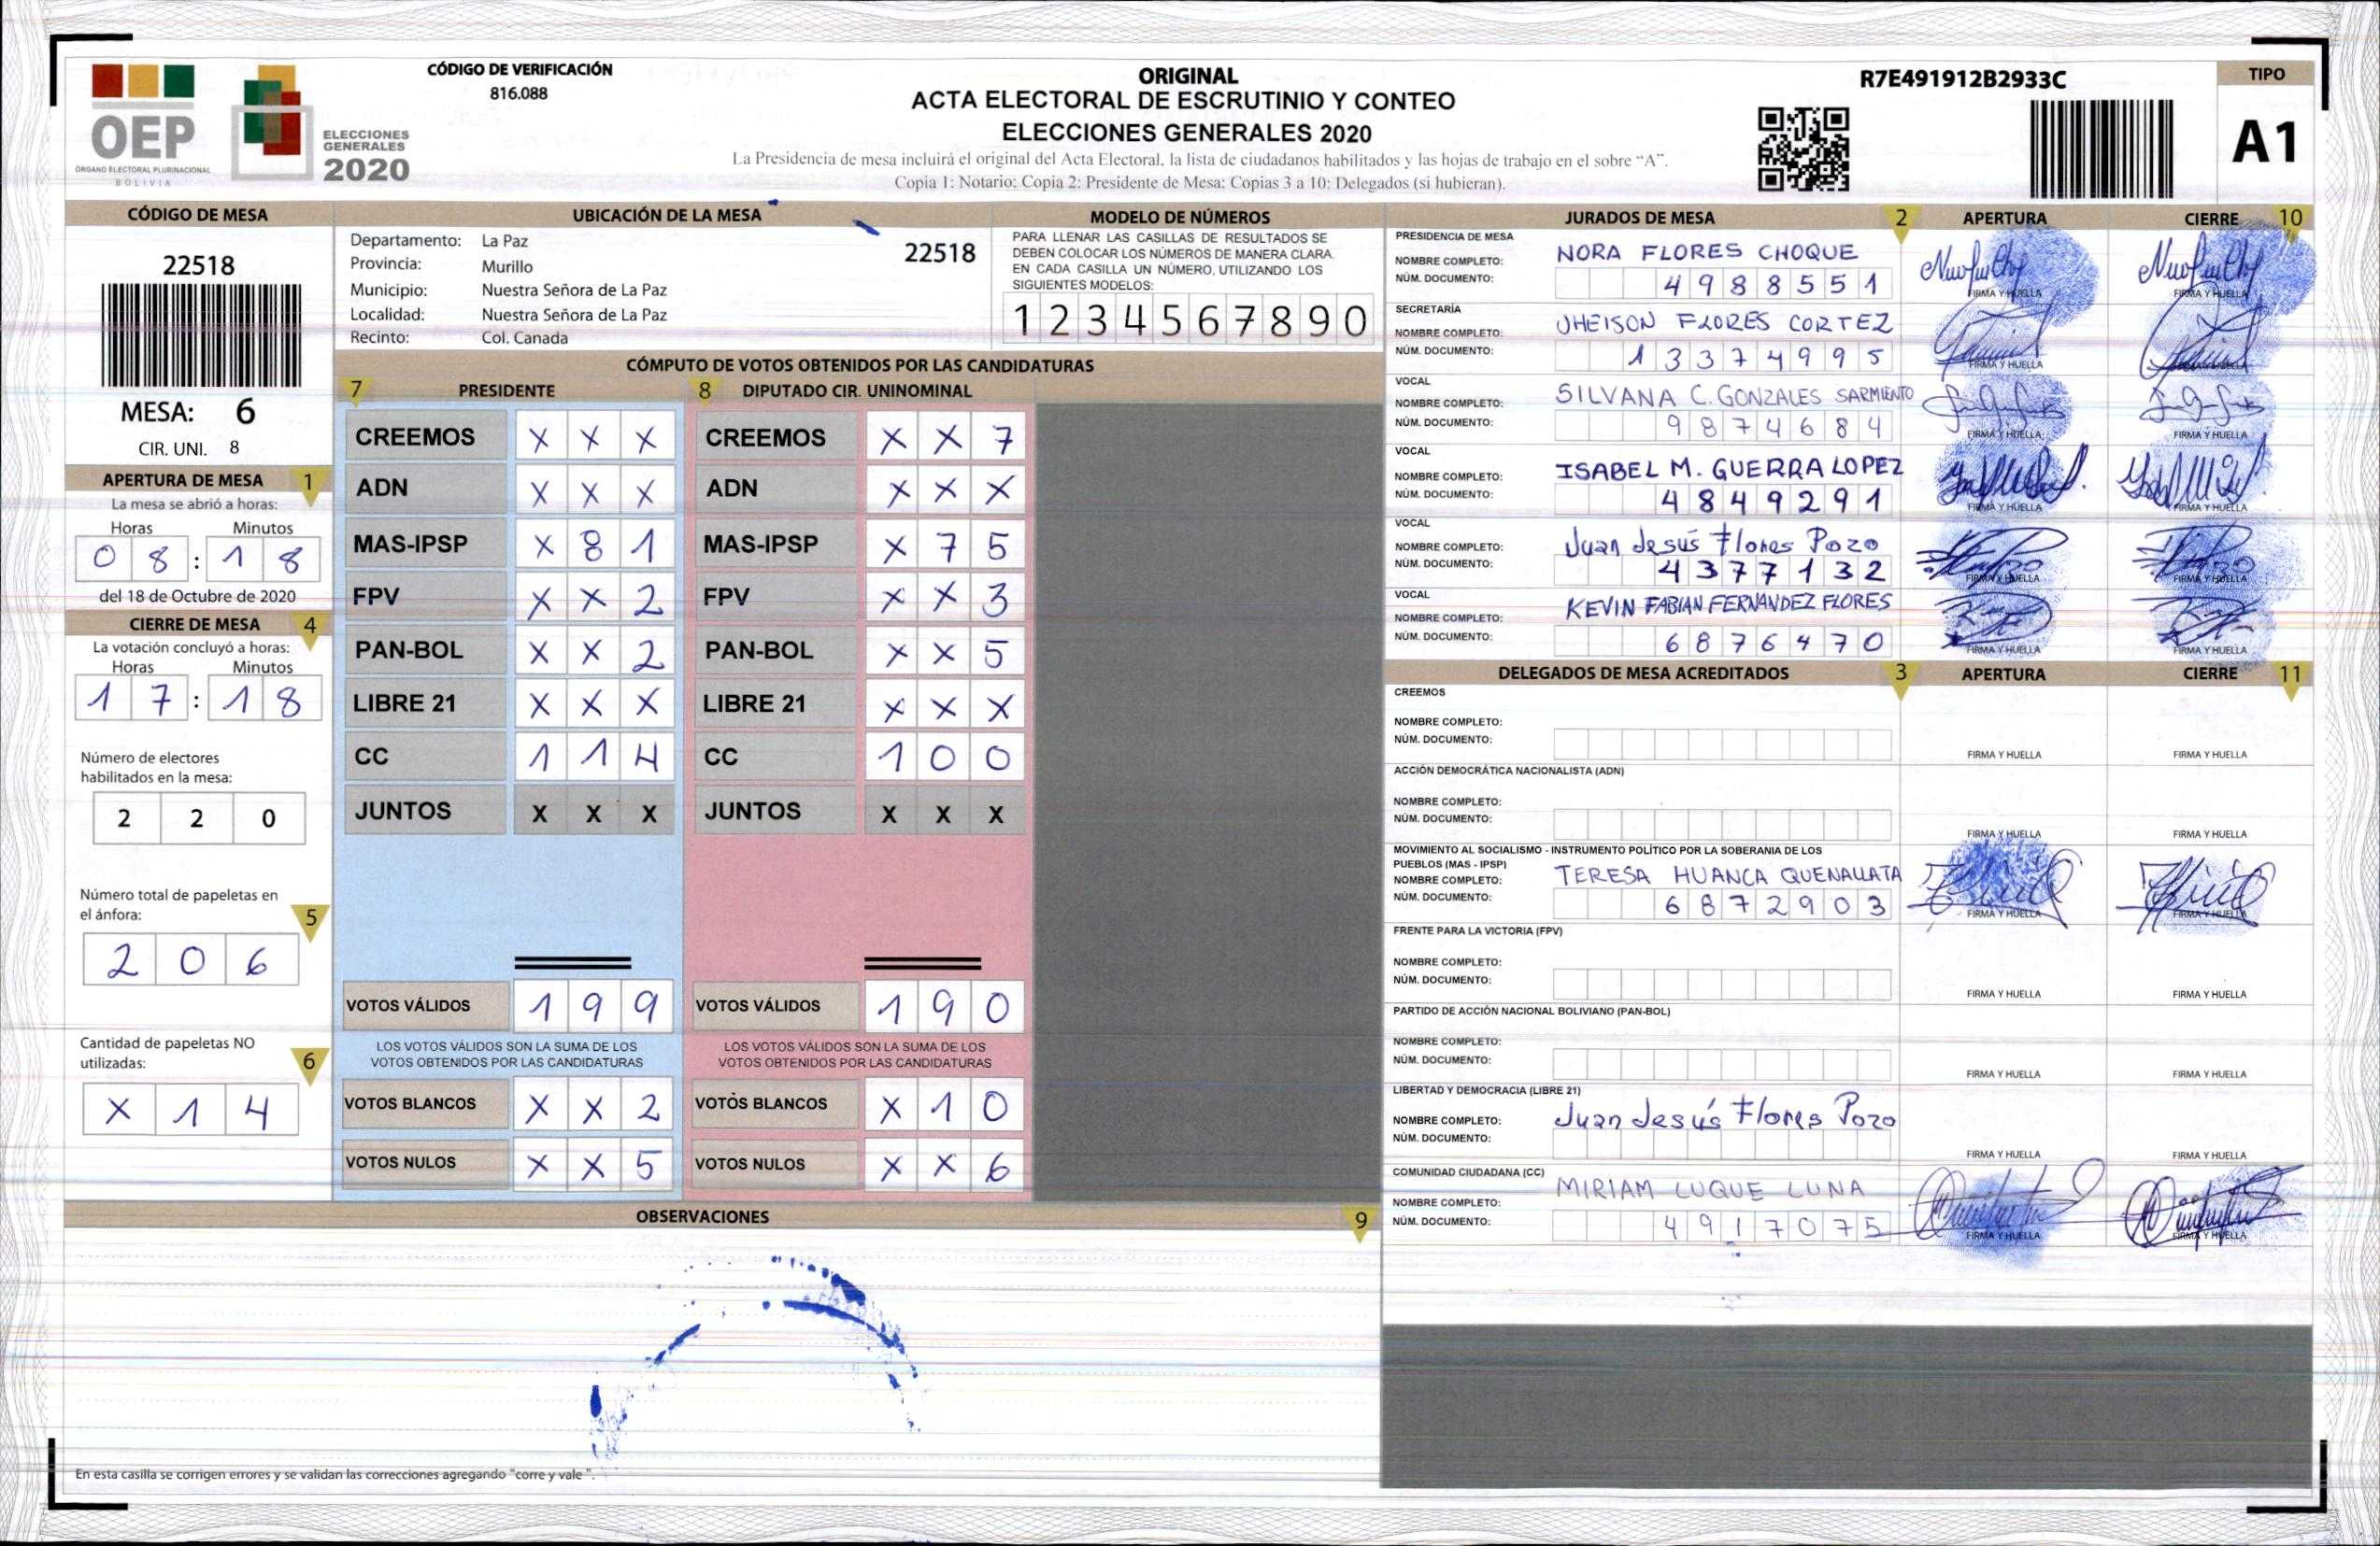 OEP
ÓRGANO ELECTORAL PLURINACIONAL
BOLIVIA
ELECCIONES
GENERALES
2020
CÓDIGO DE VERIFICACIÓN
816.088
ORIGINAL
ACTA ELECTORAL DE ESCRUTINIO Y CONTEO
ELECCIONES GENERALES 2020
La Presidencia de mesa incluirá el original del Acta Electoral, la lista de ciudadanos habilitados y las hojas de trabajo en el sobre "A".
Copia 1: Notario; Copia 2: Presidente de Mesa; Copias 3 a 10: Delegados (si hubieran).
R7E491912B2933C
TIPO
A1
CÓDIGO DE MESA
22518
MESA: 6
CIR. UNI. 8
APERTURA DE MESA 1
La mesa se abrió a horas:
Horas Minutos
0 8 : 1 8
del 18 de Octubre de 2020
CIERRE DE MESA 4
La votación concluyó a horas:
Horas Minutos
1 7 : 1 8
Número de electores
habilitados en la mesa:
2 2 0
Número total de papeletas en
el ánfora: 5
2 0 6
Cantidad de papeletas NO
utilizadas: 6
X 1 4
UBICACIÓN DE LA MESA
Departamento: La Paz
22518
Provincia: Murillo
Municipio: Nuestra Señora de La Paz
Localidad: Nuestra Señora de La Paz
Recinto: Col. Canada
MODELO DE NÚMEROS
PARA LLENAR LAS CASILLAS DE RESULTADOS SE
DEBEN COLOCAR LOS NÚMEROS DE MANERA CLARA.
EN CADA CASILLA UN NÚMERO, UTILIZANDO LOS
SIGUIENTES MODELOS:
1 2 3 4 5 6 7 8 9 0
CÓMPUTO DE VOTOS OBTENIDOS POR LAS CANDIDATURAS
7 PRESIDENTE
CREEMOS X X X
ADN X X X
MAS-IPSP X 8 1
FPV X X 2
PAN-BOL X X 2
LIBRE 21 X X X
CC 1 1 4
JUNTOS X X X
VOTOS VÁLIDOS 1 9 9
LOS VOTOS VÁLIDOS SON LA SUMA DE LOS
VOTOS OBTENIDOS POR LAS CANDIDATURAS
VOTOS BLANCOS X X 2
VOTOS NULOS X X 5
8 DIPUTADO CIR. UNINOMINAL
CREEMOS X X 7
ADN X X X
MAS-IPSP X 7 5
FPV X X 3
PAN-BOL X X 5
LIBRE 21 X X X
CC 1 0 0
JUNTOS X X X
VOTOS VÁLIDOS 1 9 0
LOS VOTOS VÁLIDOS SON LA SUMA DE LOS
VOTOS OBTENIDOS POR LAS CANDIDATURAS
VOTOS BLANCOS X 1 0
VOTOS NULOS X X 6
OBSERVACIONES 9
En esta casilla se corrigen errores y se validan las correcciones agregando "corre y vale".
JURADOS DE MESA 2 APERTURA CIERRE 10
PRESIDENCIA DE MESA
NOMBRE COMPLETO: NORA FLORES CHOQUE
NÚM. DOCUMENTO: 4 9 8 8 5 5 1
FIRMA Y HUELLA FIRMA Y HUELLA
SECRETARÍA
NOMBRE COMPLETO: JHEISON FLORES CORTEZ
NÚM. DOCUMENTO: 1 3 3 7 4 9 9 5
FIRMA Y HUELLA FIRMA Y HUELLA
VOCAL
NOMBRE COMPLETO: SILVANA C. GONZALES SARMIENTO
NÚM. DOCUMENTO: 9 8 7 4 6 8 4
FIRMA Y HUELLA FIRMA Y HUELLA
VOCAL
NOMBRE COMPLETO: ISABEL M. GUERRA LOPEZ
NÚM. DOCUMENTO: 4 8 4 9 2 9 1
FIRMA Y HUELLA FIRMA Y HUELLA
VOCAL
NOMBRE COMPLETO: Juan Jesús Flores Pozo
NÚM. DOCUMENTO: 4 3 7 7 1 3 2
FIRMA Y HUELLA FIRMA Y HUELLA
VOCAL
NOMBRE COMPLETO: KEVIN FABIAN FERNANDEZ FLORES
NÚM. DOCUMENTO: 6 8 7 6 4 7 0
FIRMA Y HUELLA FIRMA Y HUELLA
DELEGADOS DE MESA ACREDITADOS 3 APERTURA CIERRE 11
CREEMOS
NOMBRE COMPLETO:
NÚM. DOCUMENTO:
FIRMA Y HUELLA FIRMA Y HUELLA
ACCIÓN DEMOCRÁTICA NACIONALISTA (ADN)
NOMBRE COMPLETO:
NÚM. DOCUMENTO:
FIRMA Y HUELLA FIRMA Y HUELLA
MOVIMIENTO AL SOCIALISMO - INSTRUMENTO POLÍTICO POR LA SOBERANIA DE LOS
PUEBLOS (MAS - IPSP)
NOMBRE COMPLETO: TERESA HUANCA QUENALLATA
NÚM. DOCUMENTO: 6 8 7 2 9 0 3
FIRMA Y HUELLA FIRMA Y HUELLA
FRENTE PARA LA VICTORIA (FPV)
NOMBRE COMPLETO:
NÚM. DOCUMENTO:
FIRMA Y HUELLA FIRMA Y HUELLA
PARTIDO DE ACCIÓN NACIONAL BOLIVIANO (PAN-BOL)
NOMBRE COMPLETO:
NÚM. DOCUMENTO:
FIRMA Y HUELLA FIRMA Y HUELLA
LIBERTAD Y DEMOCRACIA (LIBRE 21)
NOMBRE COMPLETO: Juan Jesús Flores Pozo
NÚM. DOCUMENTO:
FIRMA Y HUELLA FIRMA Y HUELLA
COMUNIDAD CIUDADANA (CC)
NOMBRE COMPLETO: MIRIAM LUQUE LUNA
NÚM. DOCUMENTO: 4 9 1 7 0 7 5
FIRMA Y HUELLA FIRMA Y HUELLA